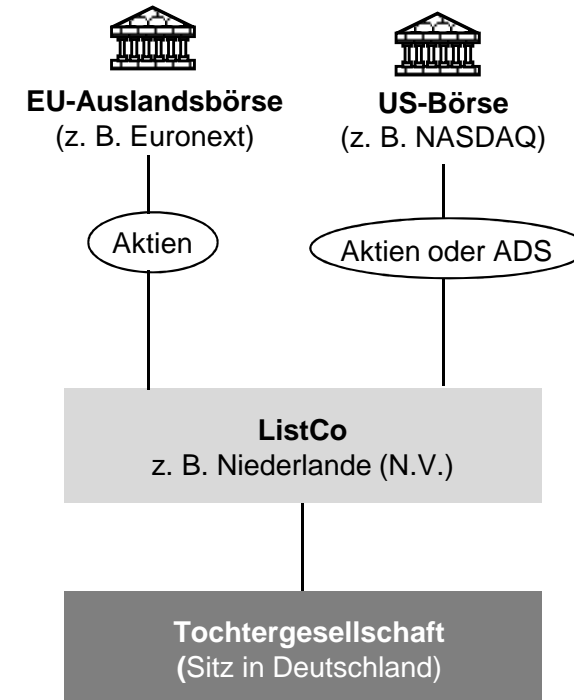 EU-Auslandsbörse
(z. B. Euronext)
US-Börse
(z. B. NASDAQ)
Aktien
Aktien oder ADS
ListCo
z. B. Niederlande (N.V.)
Tochtergesellschaft
(Sitz in Deutschland)